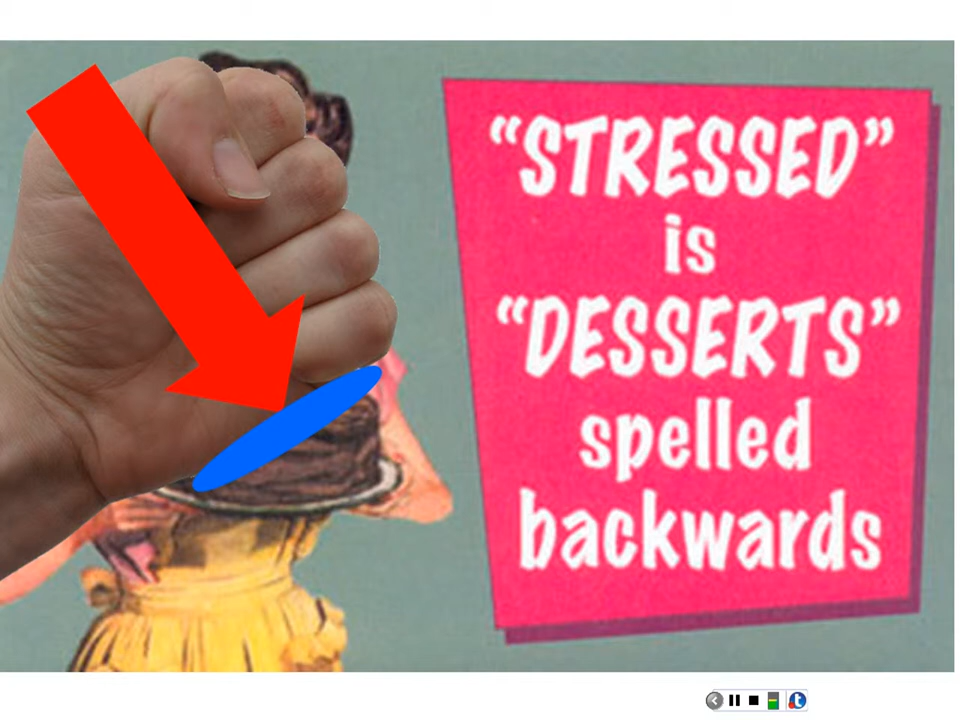 “STRESSED”
is
“DESSERTS”
spelled
backwards